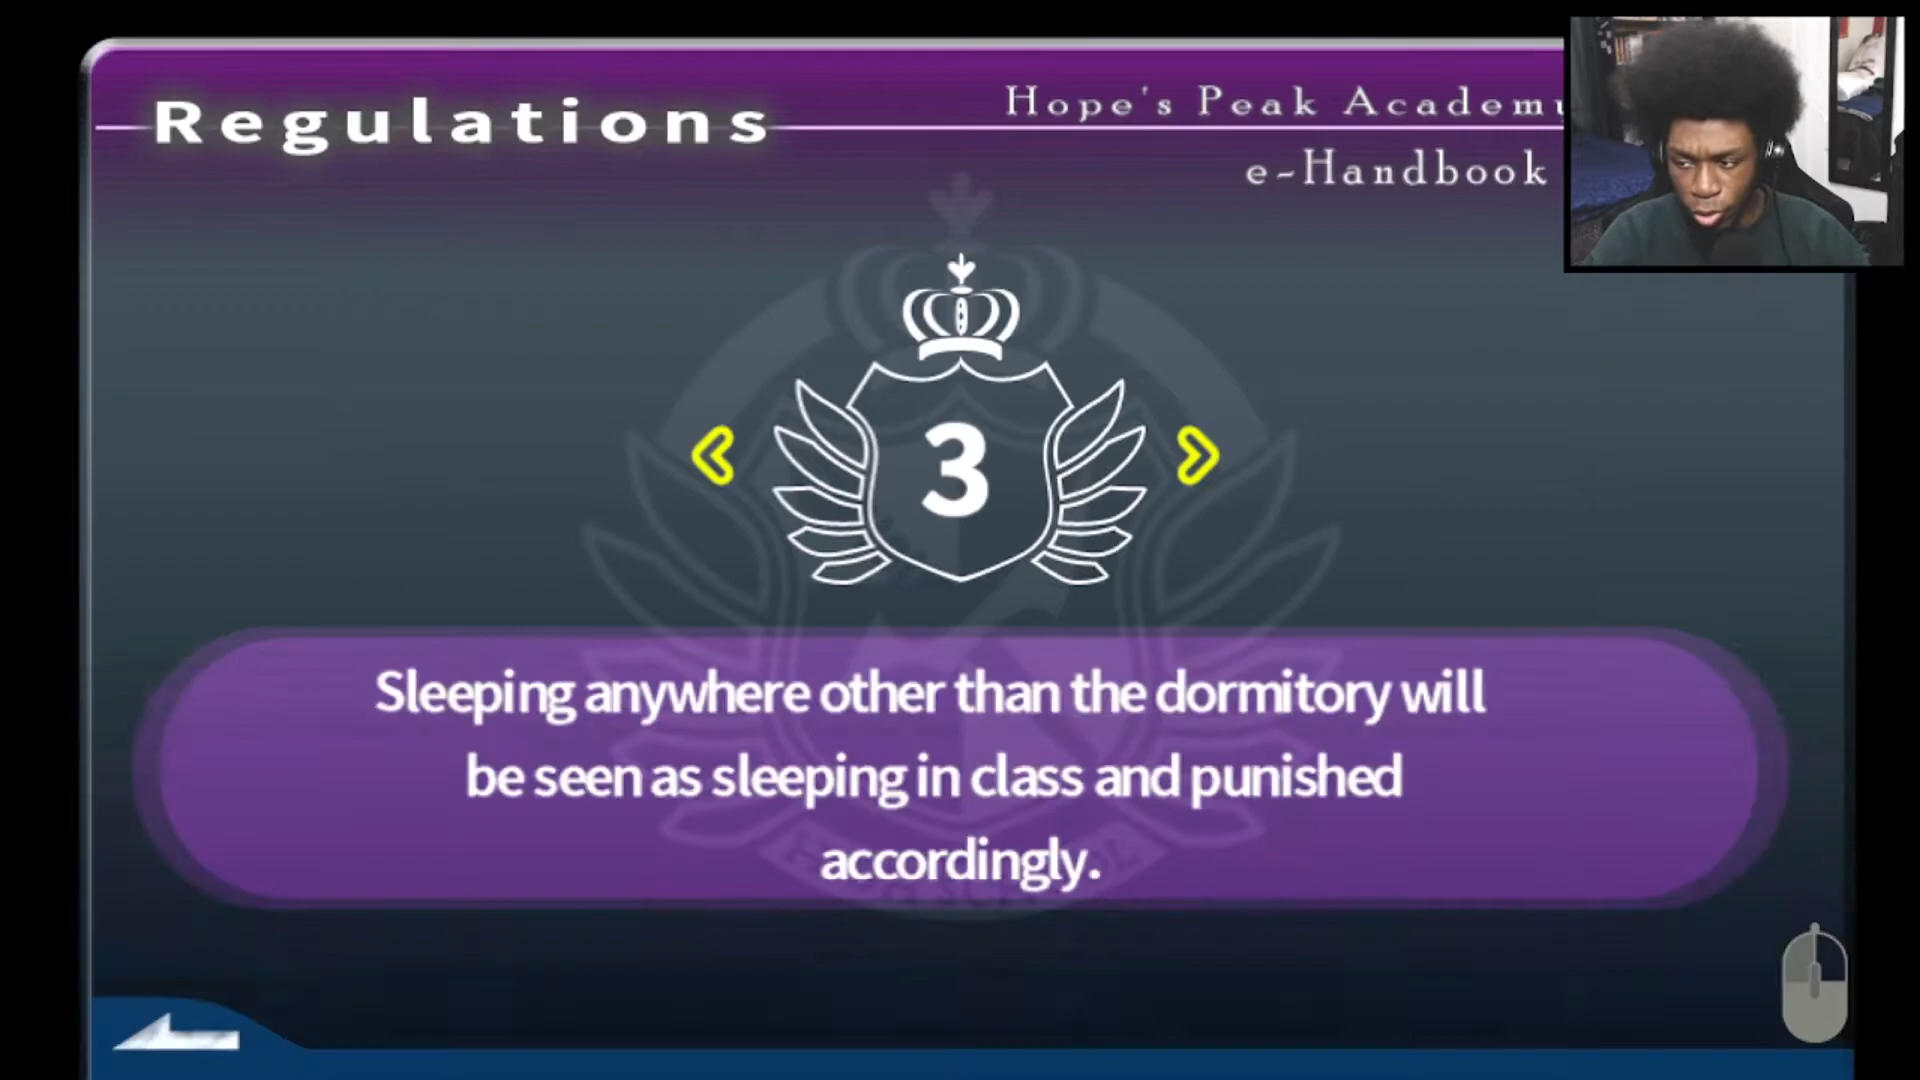 Regulations
Hope's Peak Academy
e-Handbook
3
Sleeping anywhere other than the dormitory will
be seen as sleeping in class and punished
accordingly.